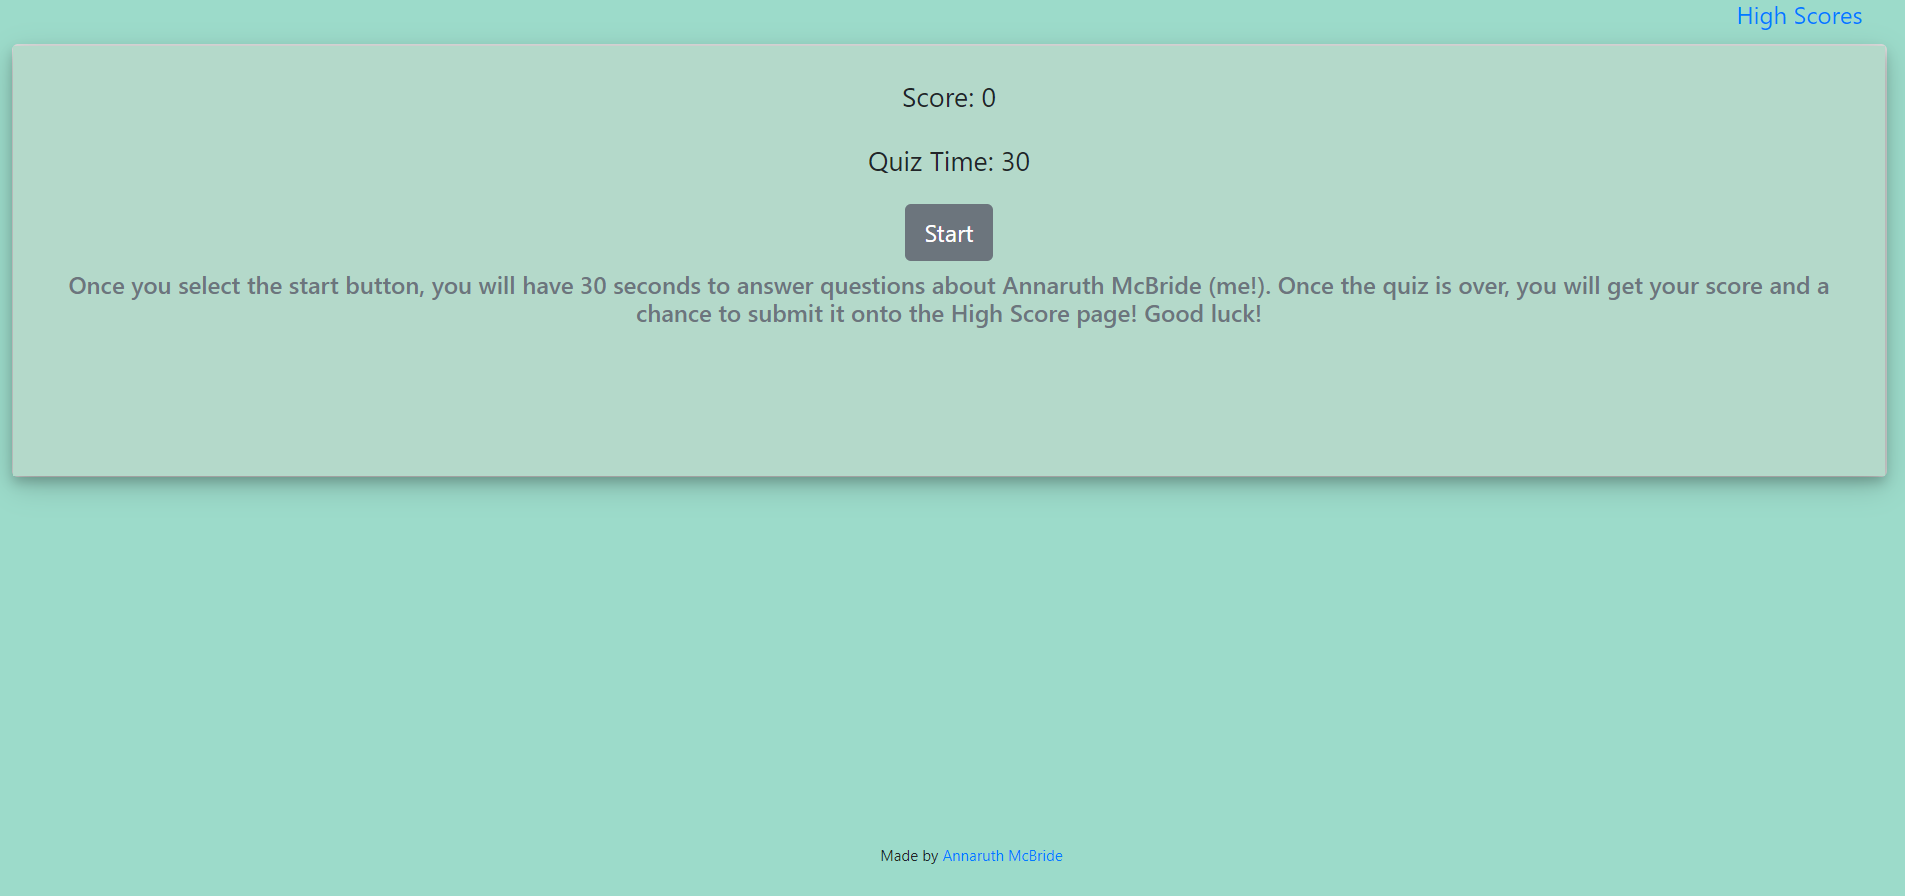 High Scores
Score: 0
Quiz Time: 30
Start
Once you select the start button, you will have 30 seconds to answer questions about Annaruth McBride (me!). Once the quiz is over, you will get your score and a
chance to submit it onto the High Score page! Good luck!
Made by Annaruth McBride